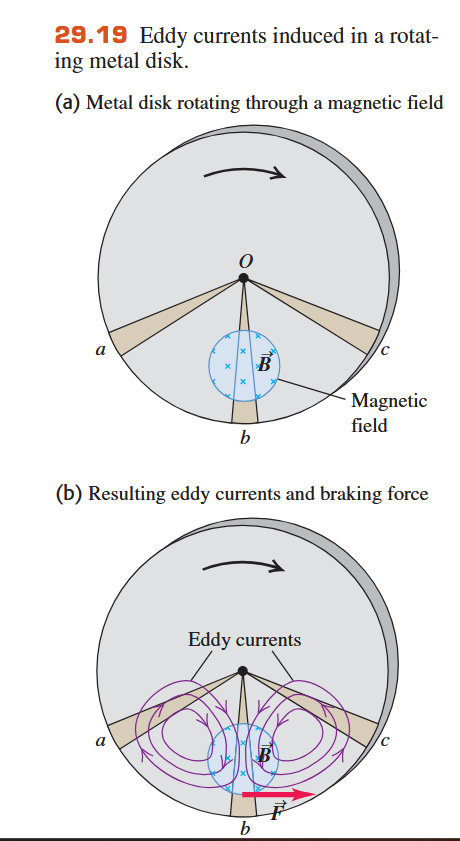 29.19 Eddy currents induced in a rotat-
ing metal disk.
(a) Metal disk rotating through a magnetic field
O
a
c
B
Magnetic
field
b
(b) Resulting eddy currents and braking force
Eddy currents
a
c
B
F
b